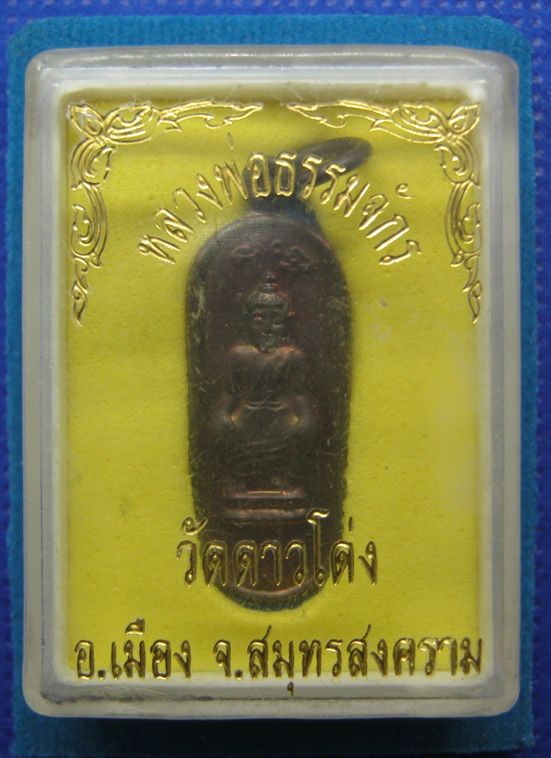 หลวงพ่อธรรมจักร
วัดดาวโด่ง
อ.เมือง จ.สมุทรสงคราม